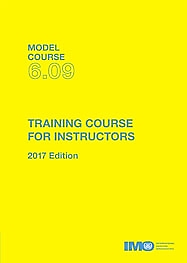 MODEL
COURSE
6.09
TRAINING COURSE
FOR INSTRUCTORS
2017 Edition
IMO